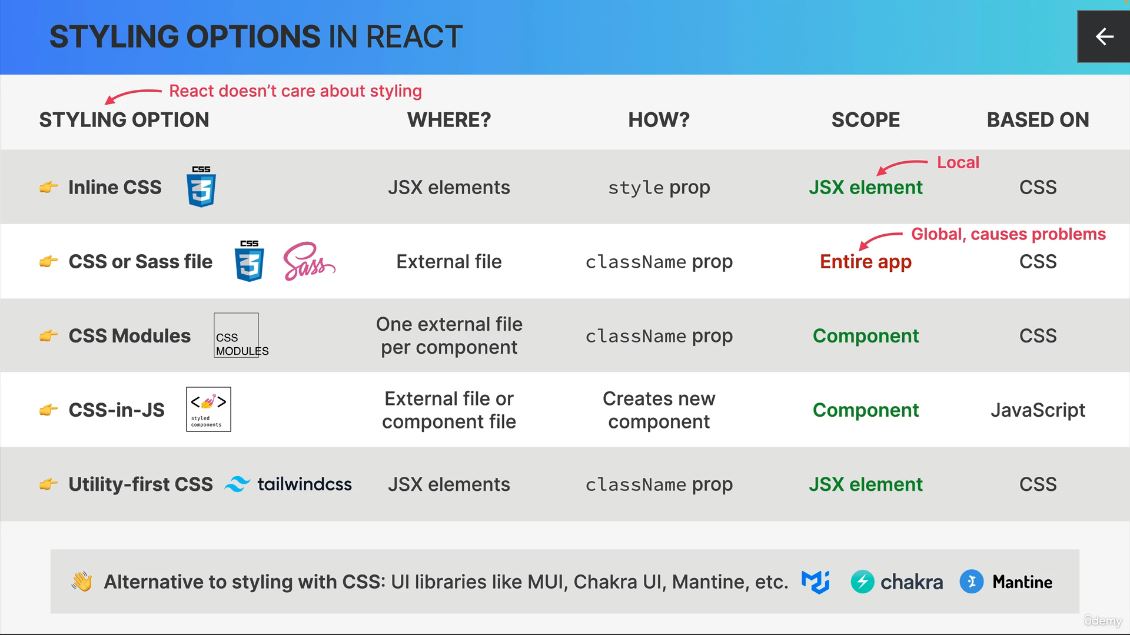 STYLING OPTIONS IN REACT
React doesn't care about styling
STYLING OPTION WHERE? HOW? SCOPE BASED ON
Local
Inline CSS CSS 3 JSX elements style prop JSX element CSS
Global, causes problems
CSS or Sass file CSS 3 Sass External file className prop Entire app CSS
CSS Modules CSS MODULES One external file per component className prop Component CSS
CSS-in-JS < > styled components External file or component file Creates new component Component JavaScript
Utility-first CSS tailwindcss JSX elements className prop JSX element CSS
Alternative to styling with CSS: UI libraries like MUI, Chakra UI, Mantine, etc. chakra Mantine
ûdemy